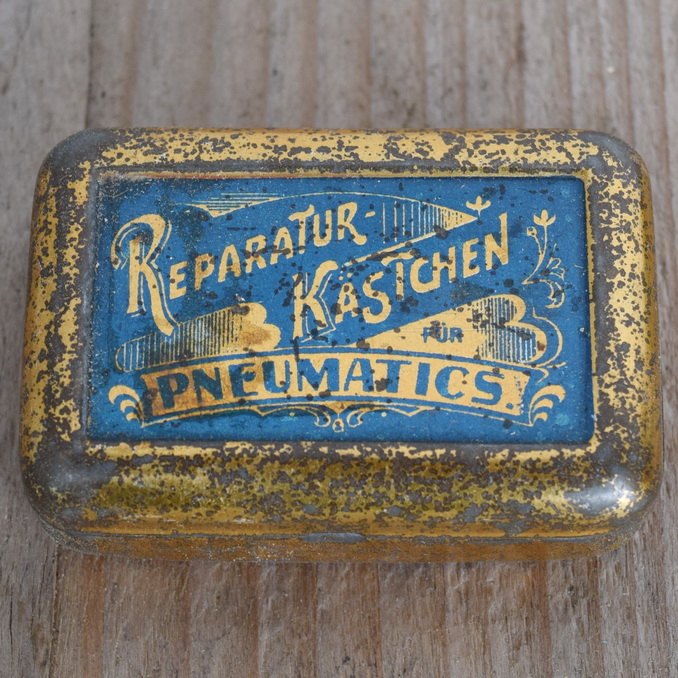 REPARATUR-
KÄSTCHEN
FÜR
PNEUMATICS.